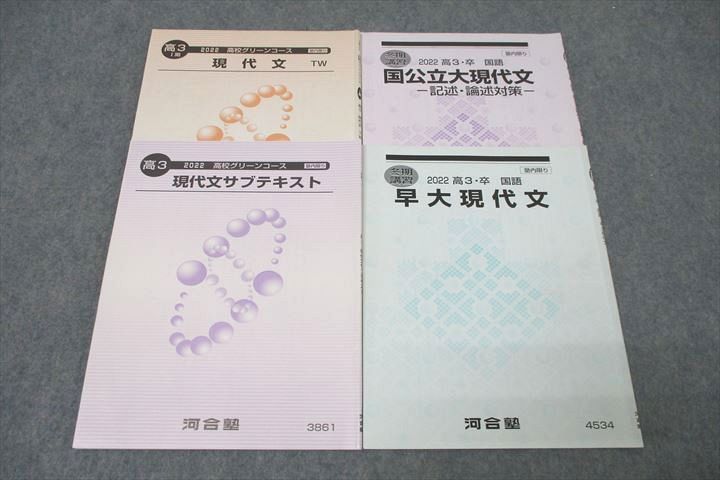 高3
I期
2022 高校グリーンコース
塾内限り
現代文 TW
冬期
講習
2022 高3・卒 国語
塾内限り
国公立大現代文
―記述・論述対策―
高3
2022 高校グリーンコース
塾内限り
現代文サブテキスト
河合塾
3861
冬期
講習
2022 高3・卒 国語
塾内限り
早大現代文
河合塾
4534